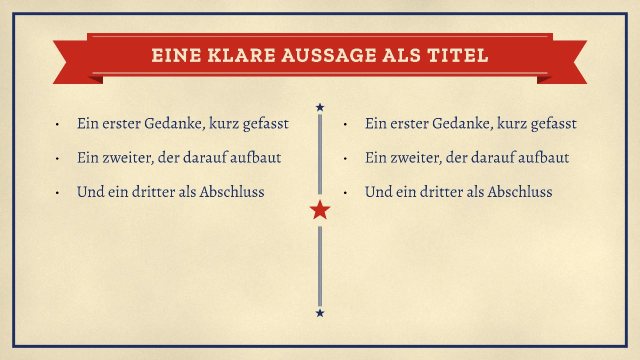 EINE KLARE AUSSAGE ALS TITEL
• Ein erster Gedanke, kurz gefasst
• Ein zweiter, der darauf aufbaut
• Und ein dritter als Abschluss
• Ein erster Gedanke, kurz gefasst
• Ein zweiter, der darauf aufbaut
• Und ein dritter als Abschluss